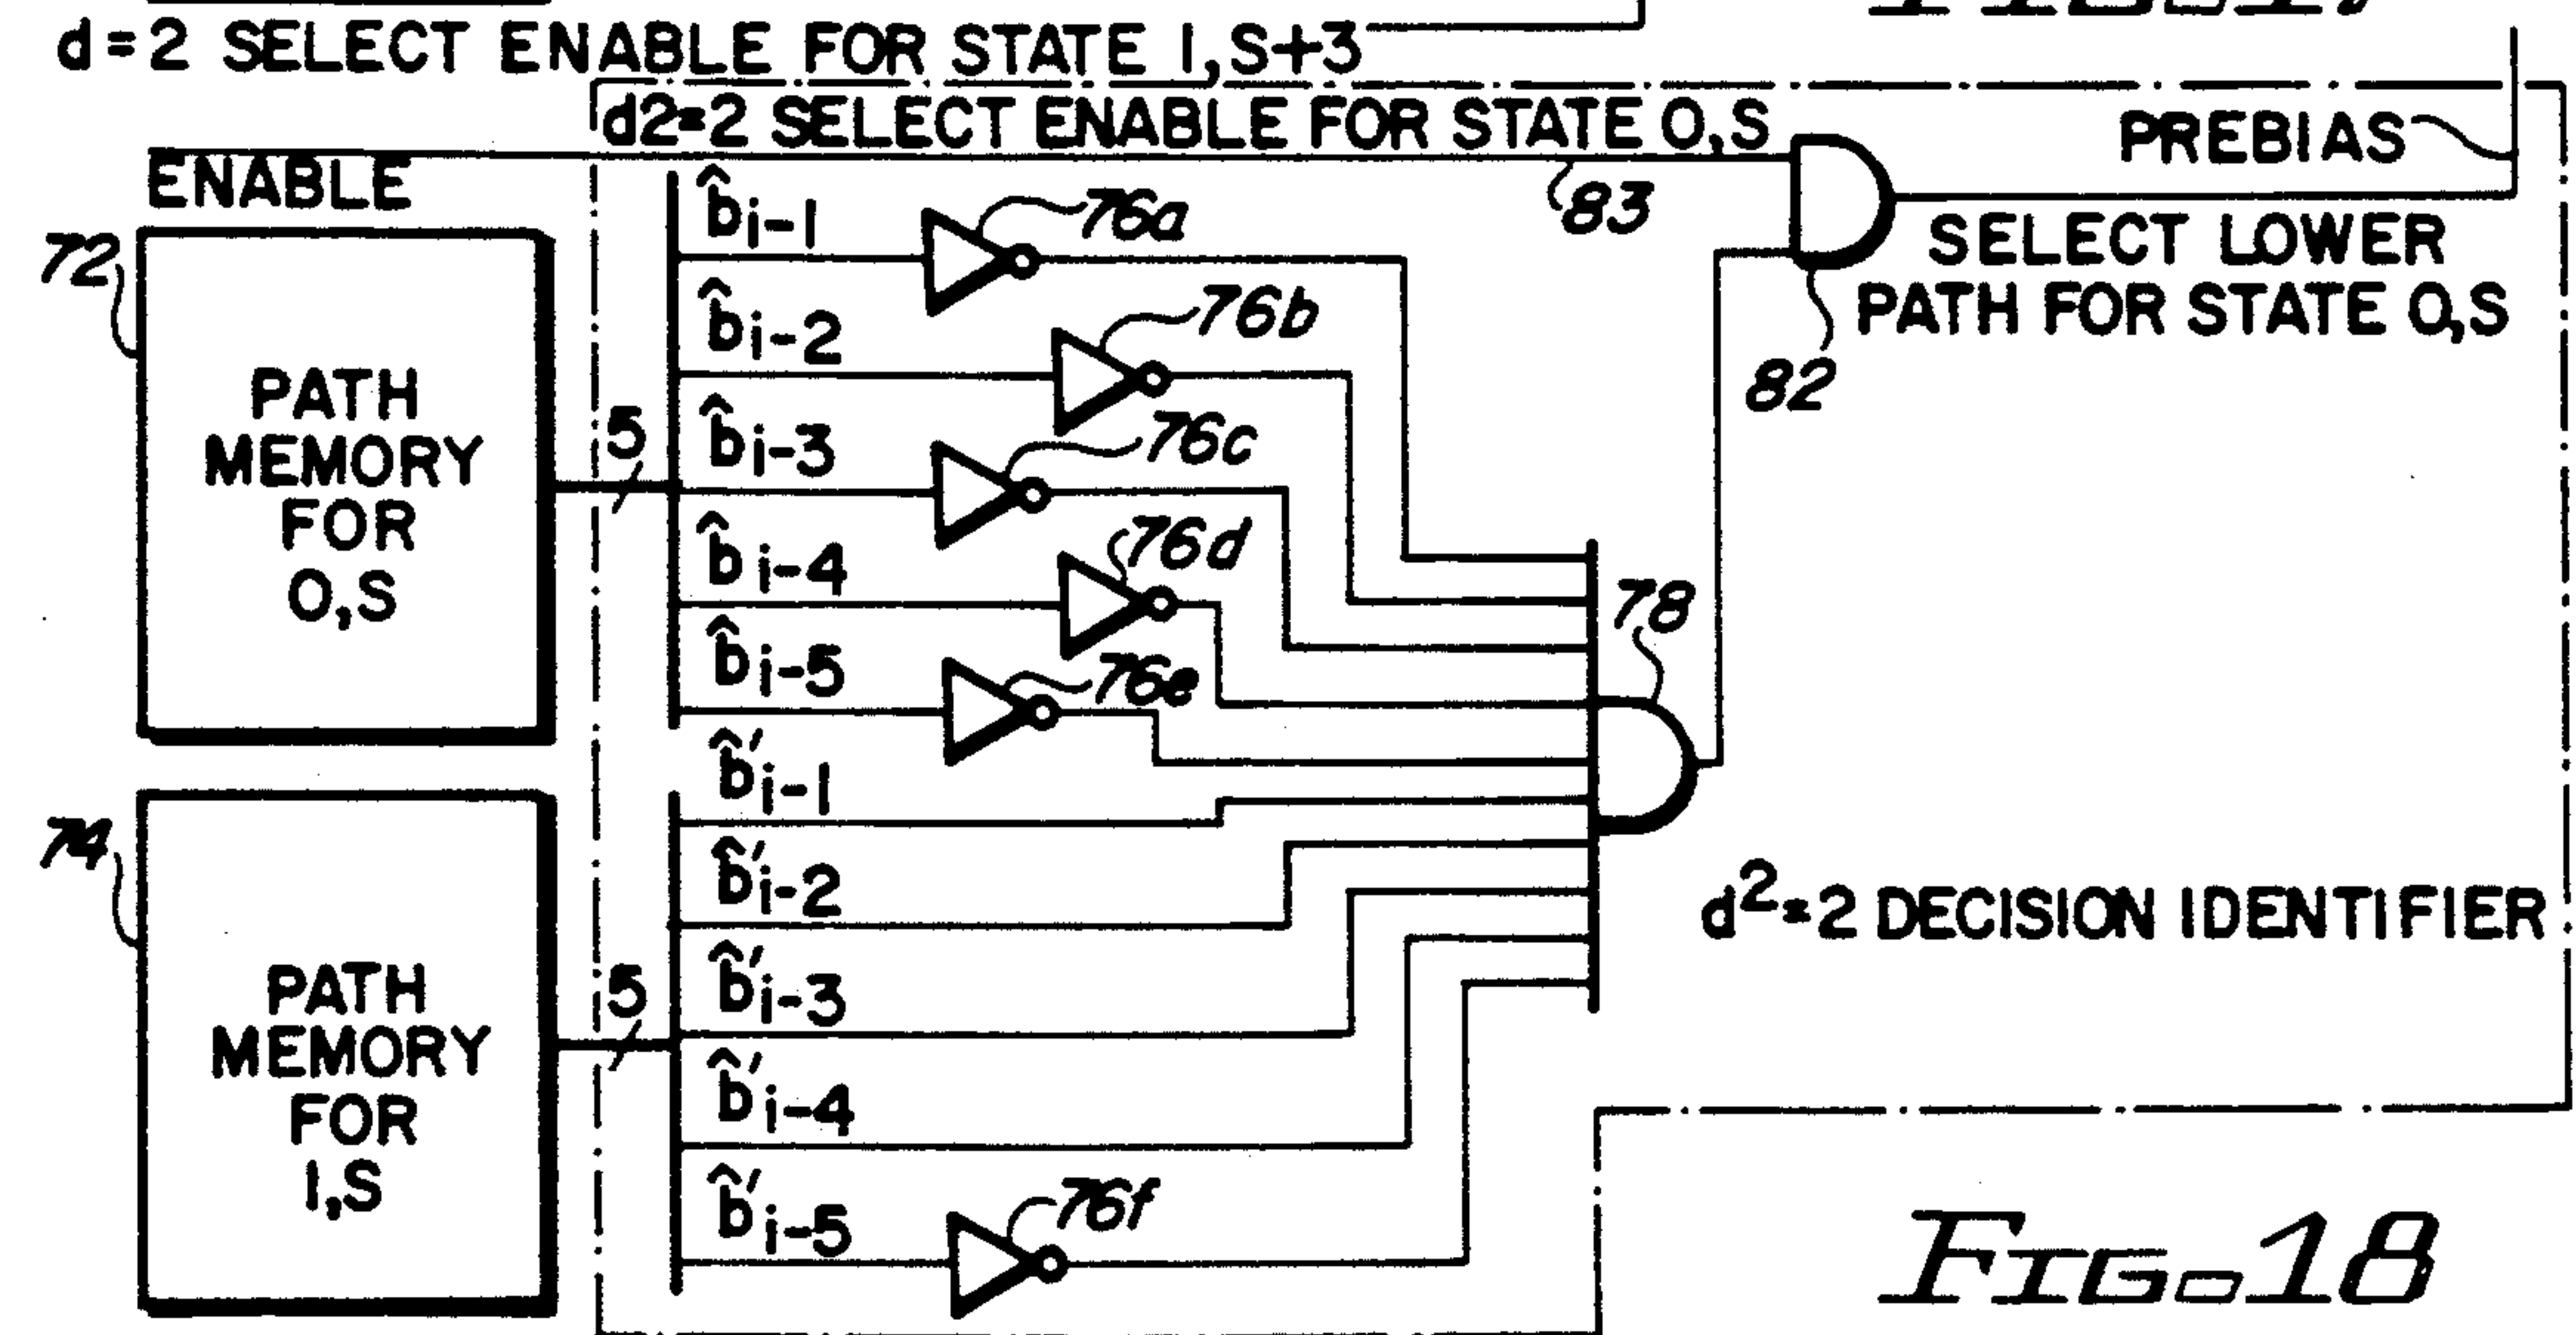 d=2 SELECT ENABLE FOR STATE 1,S+3
d2=2 SELECT ENABLE FOR STATE 0,S
PREBIAS
ENABLE
83
SELECT LOWER
PATH FOR STATE 0,S
82
72
PATH
MEMORY
FOR
0,S
5
b̂i-1
76a
b̂i-2
76b
b̂i-3
76c
b̂i-4
76d
b̂i-5
76e
78
74
PATH
MEMORY
FOR
1,S
5
b̂'i-1
b̂'i-2
b̂'i-3
b̂'i-4
b̂'i-5
76f
d²=2 DECISION IDENTIFIER
FIG. 18